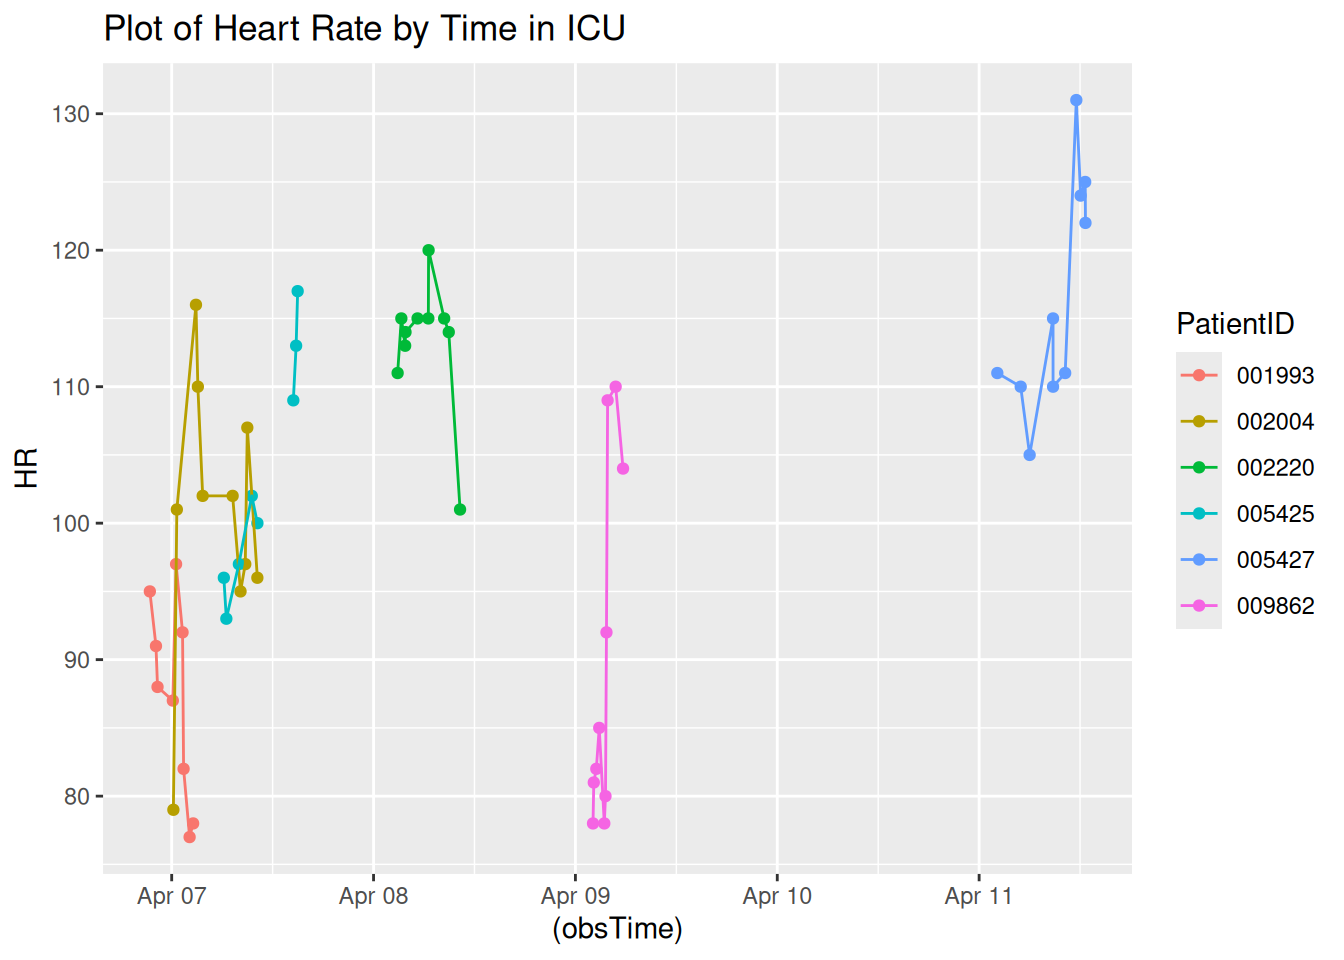 Plot of Heart Rate by Time in ICU
130
120
110
100
90
80
HR
Apr 07 Apr 08 Apr 09 Apr 10 Apr 11
(obsTime)
PatientID
001993
002004
002220
005425
005427
009862